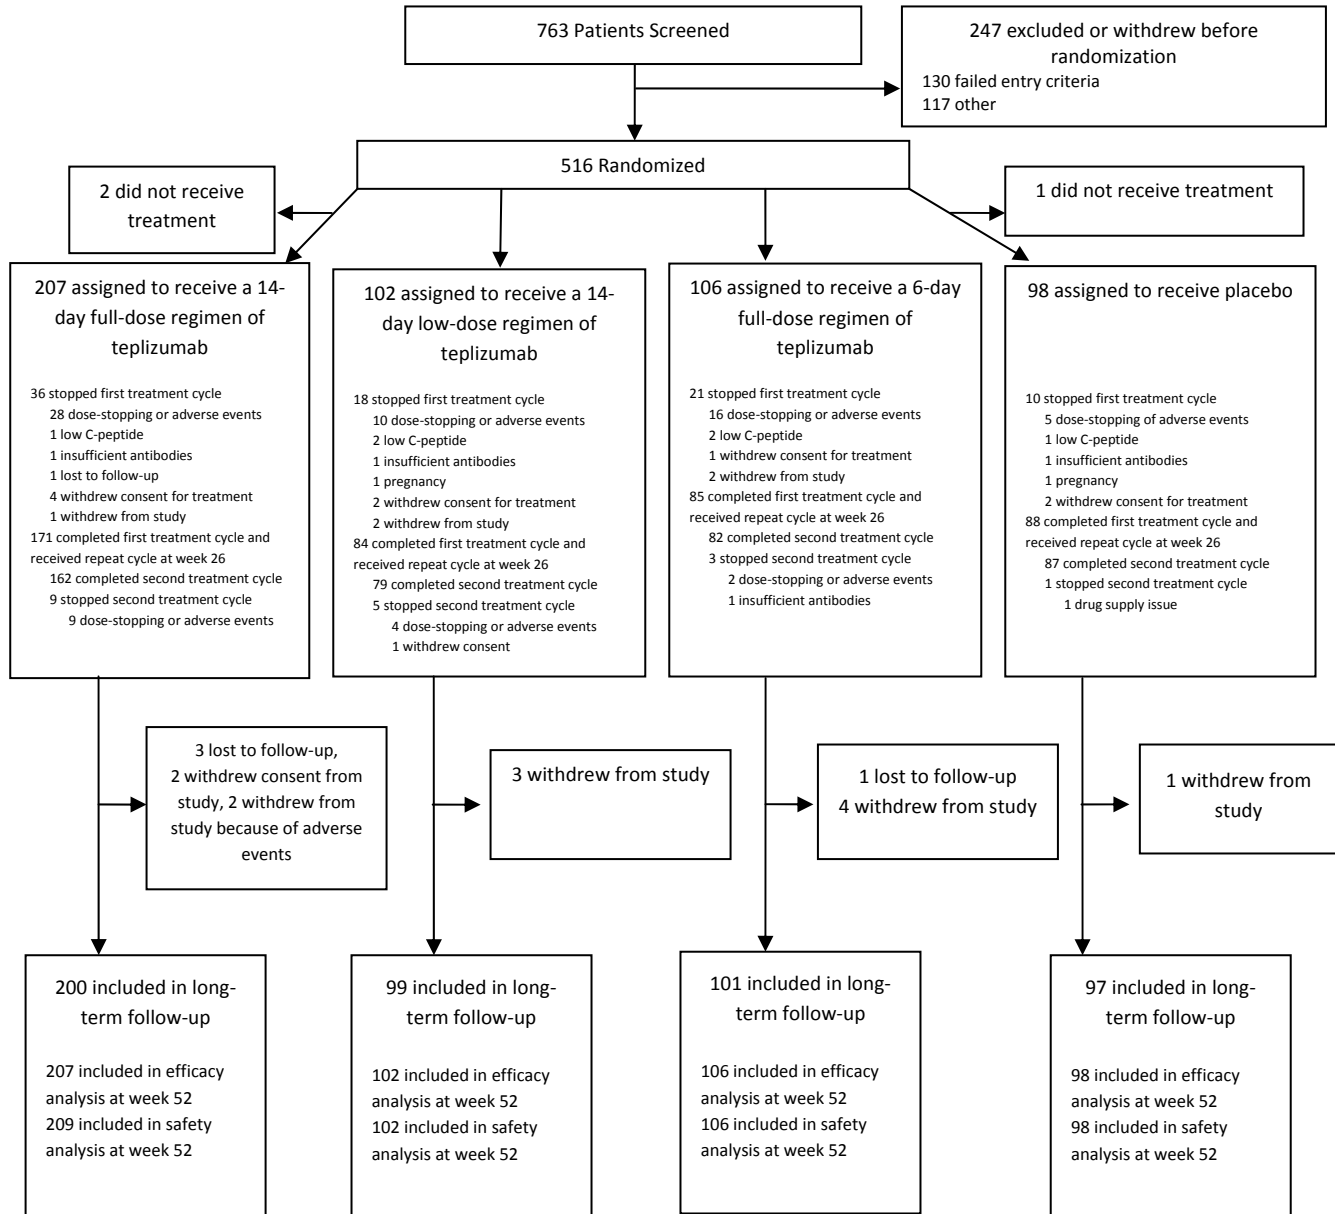 763 Patients Screened
247 excluded or withdrew before
randomization
130 failed entry criteria
117 other
516 Randomized
2 did not receive
treatment
1 did not receive treatment
207 assigned to receive a 14-
day full-dose regimen of
teplizumab
36 stopped first treatment cycle
28 dose-stopping or adverse events
1 low C-peptide
1 insufficient antibodies
1 lost to follow-up
4 withdrew consent for treatment
1 withdrew from study
171 completed first treatment cycle and
received repeat cycle at week 26
162 completed second treatment cycle
9 stopped second treatment cycle
9 dose-stopping or adverse events
102 assigned to receive a 14-
day low-dose regimen of
teplizumab
18 stopped first treatment cycle
10 dose-stopping or adverse events
2 low C-peptide
1 insufficient antibodies
1 pregnancy
2 withdrew consent for treatment
2 withdrew from study
84 completed first treatment cycle and
received repeat cycle at week 26
79 completed second treatment cycle
5 stopped second treatment cycle
4 dose-stopping or adverse events
1 withdrew consent
106 assigned to receive a 6-day
full-dose regimen of
teplizumab
21 stopped first treatment cycle
16 dose-stopping or adverse events
2 low C-peptide
1 withdrew consent for treatment
2 withdrew from study
85 completed first treatment cycle and
received repeat cycle at week 26
82 completed second treatment cycle
3 stopped second treatment cycle
2 dose-stopping or adverse events
1 insufficient antibodies
98 assigned to receive placebo
10 stopped first treatment cycle
5 dose-stopping of adverse events
1 low C-peptide
1 insufficient antibodies
1 pregnancy
2 withdrew consent for treatment
88 completed first treatment cycle and
received repeat cycle at week 26
87 completed second treatment cycle
1 stopped second treatment cycle
1 drug supply issue
3 lost to follow-up,
2 withdrew consent from
study, 2 withdrew from
study because of adverse
events
3 withdrew from study
1 lost to follow-up
4 withdrew from study
1 withdrew from
study
200 included in long-
term follow-up
207 included in efficacy
analysis at week 52
209 included in safety
analysis at week 52
99 included in long-
term follow-up
102 included in efficacy
analysis at week 52
102 included in safety
analysis at week 52
101 included in long-
term follow-up
106 included in efficacy
analysis at week 52
106 included in safety
analysis at week 52
97 included in long-
term follow-up
98 included in efficacy
analysis at week 52
98 included in safety
analysis at week 52